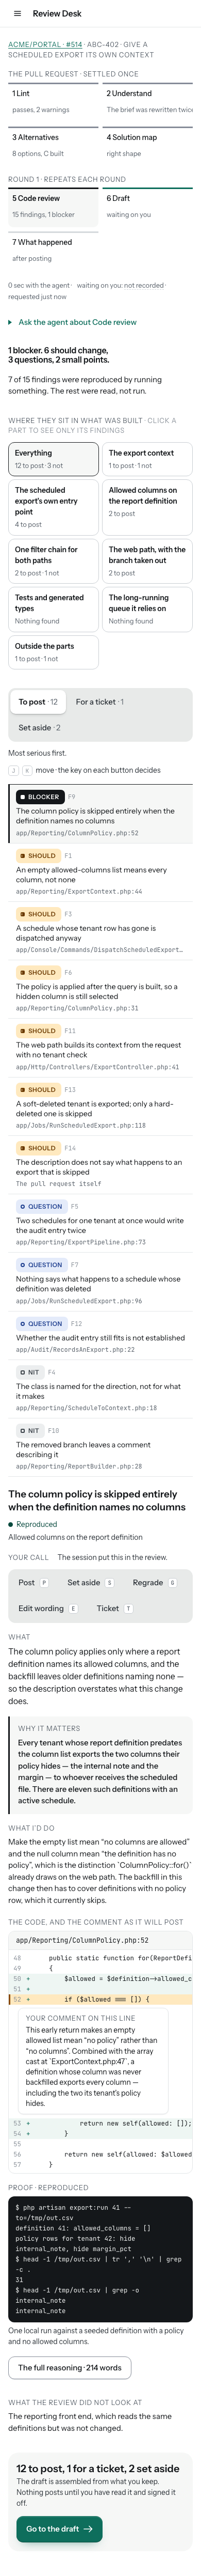 Review Desk
ACME/PORTAL · #514 · ABC-402 · GIVE A
SCHEDULED EXPORT ITS OWN CONTEXT
THE PULL REQUEST · SETTLED ONCE
1 Lint
passes, 2 warnings
2 Understand
The brief was rewritten twice
3 Alternatives
8 options, C built
4 Solution map
right shape
ROUND 1 · REPEATS EACH ROUND
5 Code review
15 findings, 1 blocker
6 Draft
waiting on you
7 What happened
after posting
0 sec with the agent · waiting on you: not recorded ·
requested just now
Ask the agent about Code review
1 blocker. 6 should change,
3 questions, 2 small points.
7 of 15 findings were reproduced by running
something. The rest were read, not run.
WHERE THEY SIT IN WHAT WAS BUILT · CLICK A
PART TO SEE ONLY ITS FINDINGS
Everything
12 to post · 3 not
The export context
1 to post · 1 not
The scheduled
export's own entry
point
4 to post
Allowed columns on
the report definition
2 to post
One filter chain for
both paths
2 to post · 1 not
The web path, with the
branch taken out
2 to post
Tests and generated
types
Nothing found
The long-running
queue it relies on
Nothing found
Outside the parts
1 to post · 1 not
To post · 12
For a ticket · 1
Set aside · 2
Most serious first.
J K move · the key on each button decides
BLOCKER F9
The column policy is skipped entirely when the
definition names no columns
app/Reporting/ColumnPolicy.php:52
SHOULD F1
An empty allowed-columns list means every
column, not none
app/Reporting/ExportContext.php:44
SHOULD F3
A schedule whose tenant row has gone is
dispatched anyway
app/Console/Commands/DispatchScheduledExport…
SHOULD F6
The policy is applied after the query is built, so a
hidden column is still selected
app/Reporting/ColumnPolicy.php:31
SHOULD F11
The web path builds its context from the request
with no tenant check
app/Http/Controllers/ExportController.php:41
SHOULD F13
A soft-deleted tenant is exported; only a hard-
deleted one is skipped
app/Jobs/RunScheduledExport.php:118
SHOULD F14
The description does not say what happens to an
export that is skipped
The pull request itself
QUESTION F5
Two schedules for one tenant at once would write
the audit entry twice
app/Reporting/ExportPipeline.php:73
QUESTION F7
Nothing says what happens to a schedule whose
definition was deleted
app/Jobs/RunScheduledExport.php:96
QUESTION F12
Whether the audit entry still fits is not established
app/Audit/RecordsAnExport.php:22
NIT F4
The class is named for the direction, not for what
it makes
app/Reporting/ScheduleToContext.php:18
NIT F10
The removed branch leaves a comment
describing it
app/Reporting/ReportBuilder.php:28
The column policy is skipped entirely
when the definition names no columns
Reproduced
Allowed columns on the report definition
YOUR CALL The session put this in the review.
Post P
Set aside S
Regrade G
Edit wording E
Ticket T
WHAT
The column policy applies only where a report
definition names its allowed columns, and the
backfill leaves older definitions naming none —
so the description overstates what this change
does.
WHY IT MATTERS
Every tenant whose report definition predates
the column list exports the two columns their
policy hides — the internal note and the
margin — to whoever receives the scheduled
file. There are eleven such definitions with an
active schedule.
WHAT I'D DO
Make the empty list mean “no columns are allowed”
and the null column mean “the definition has no
policy”, which is the distinction `ColumnPolicy::for()`
already draws on the web path. The backfill in this
change then has to cover definitions with no policy
row, which it currently skips.
THE CODE, AND THE COMMENT AS IT WILL POST
app/Reporting/ColumnPolicy.php:52
48 public static function for(ReportDefi
49 {
50 + $allowed = $definition->allowed_c
51 +
52 + if ($allowed === []) {
YOUR COMMENT ON THIS LINE
This early return makes an empty
allowed list mean “no policy” rather than
“no columns”. Combined with the array
cast at `ExportContext.php:47`, a
definition whose column was never
backfilled exports every column —
including the two its tenant's policy
hides.
53 + return new self(allowed: []);
54 + }
55
56 return new self(allowed: $allowed
57 }
PROOF · REPRODUCED
$ php artisan export:run 41 --
to=/tmp/out.csv
definition 41: allowed_columns = []
policy rows for tenant 42: hide
internal_note, hide margin_pct
$ head -1 /tmp/out.csv | tr ',' '\n' | grep
-c .
31
$ head -1 /tmp/out.csv | grep -o
internal_note
internal_note
One local run against a seeded definition with a policy
and no allowed columns.
The full reasoning · 214 words
WHAT THE REVIEW DID NOT LOOK AT
The reporting front end, which reads the same
definitions but was not changed.
12 to post, 1 for a ticket, 2 set aside
The draft is assembled from what you keep.
Nothing posts until you have read it and signed it
off.
Go to the draft →